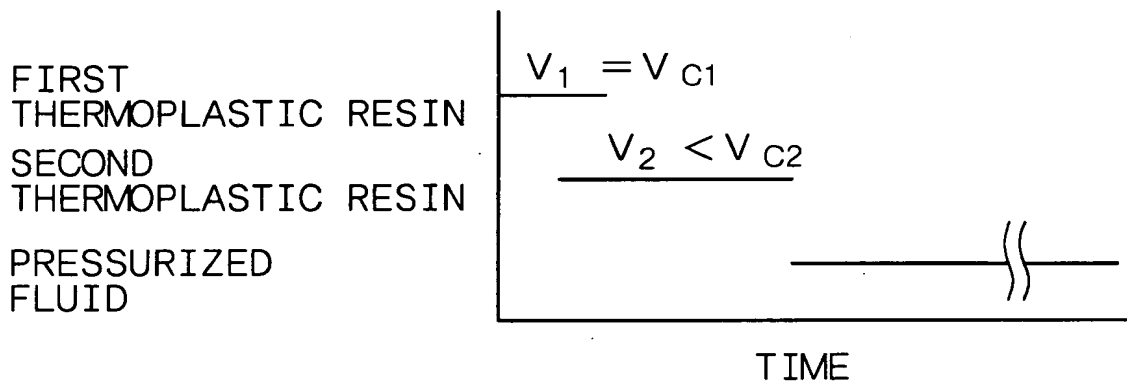 FIRST
THERMOPLASTIC RESIN
V1 = VC1
SECOND
THERMOPLASTIC RESIN
V2 < VC2
PRESSURIZED
FLUID
TIME